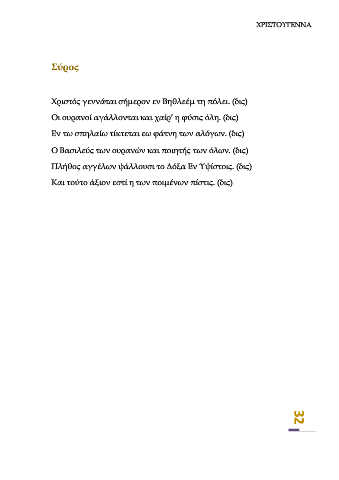 ΧΡΙΣΤΟΥΓΕΝΝΑ
Σύρος
Χριστός γεννάται σήμερον εν Βηθλεέμ τη πόλει. (δις)
Οι ουρανοί αγάλλονται και χαίρ' η φύσις όλη. (δις)
Εν τω σπηλαίω τίκτεται εω φάτνη των αλόγων. (δις)
Ο Βασιλεύς των ουρανών και ποιητής των όλων. (δις)
Πλήθος αγγέλων ψάλλουσι το Δόξα Εν Υψίστοις. (δις)
Και τούτο άξιον εστί η των ποιμένων πίστις. (δις)
32